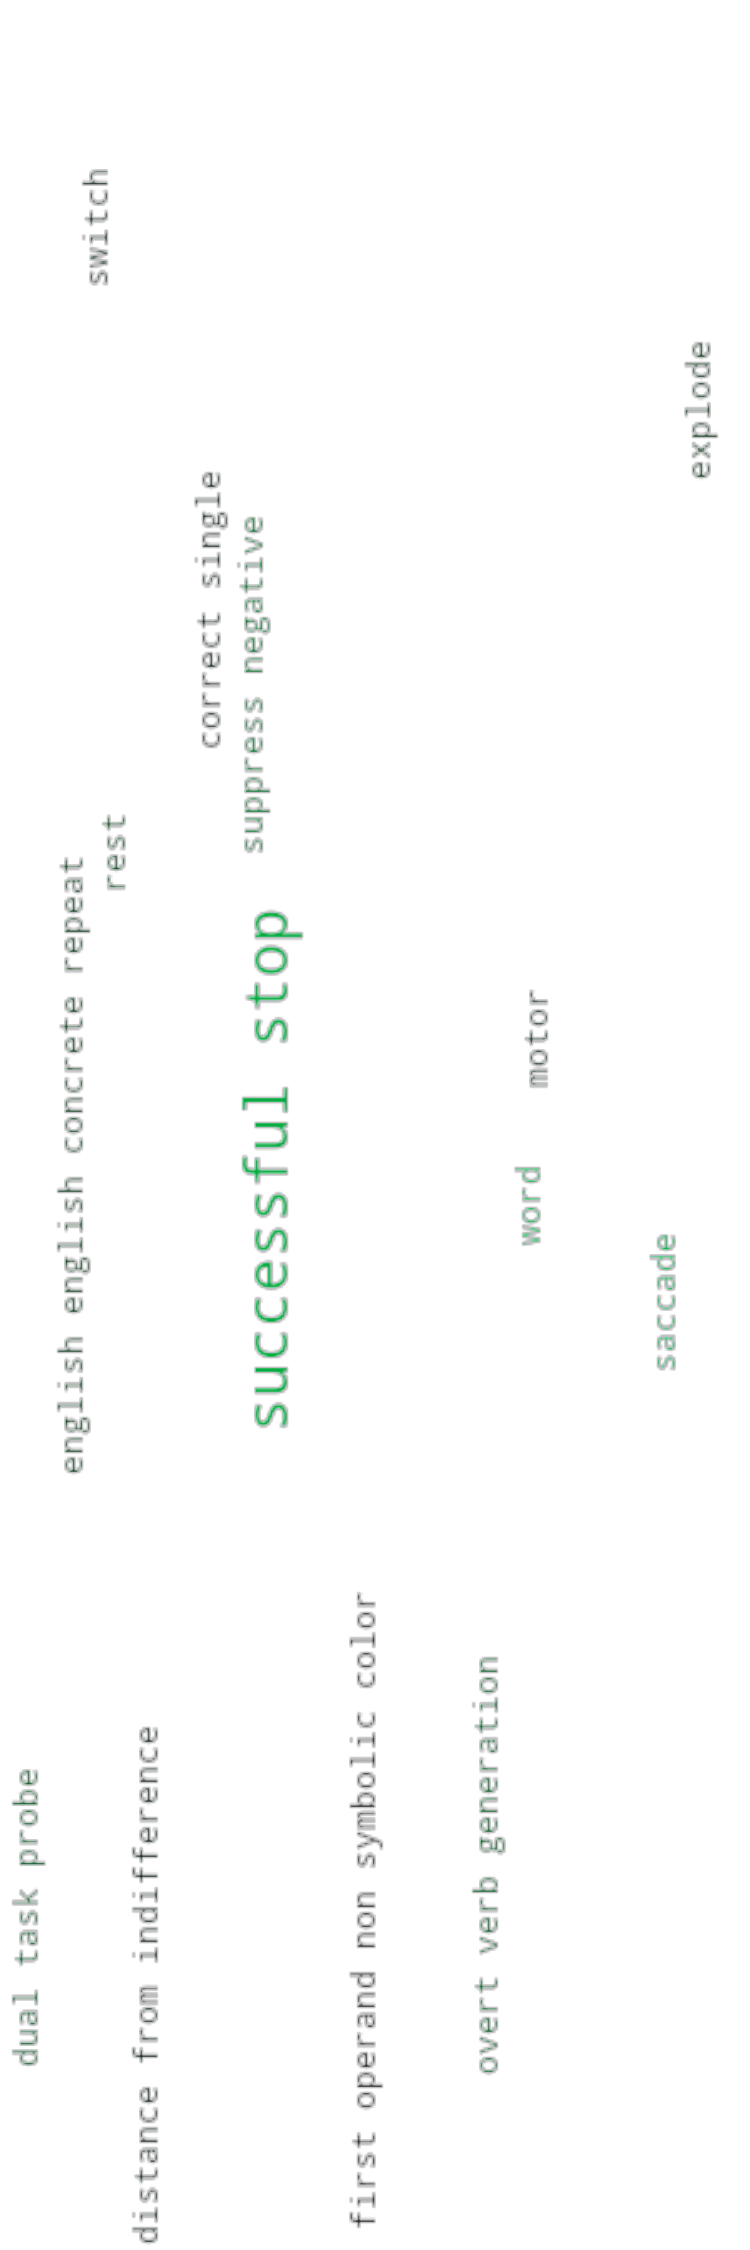 dual task probe
english english concrete repeat
switch
rest
distance from indifference
correct single
suppress negative
successful stop
first operand non symbolic color
overt verb generation
word
motor
saccade
explode